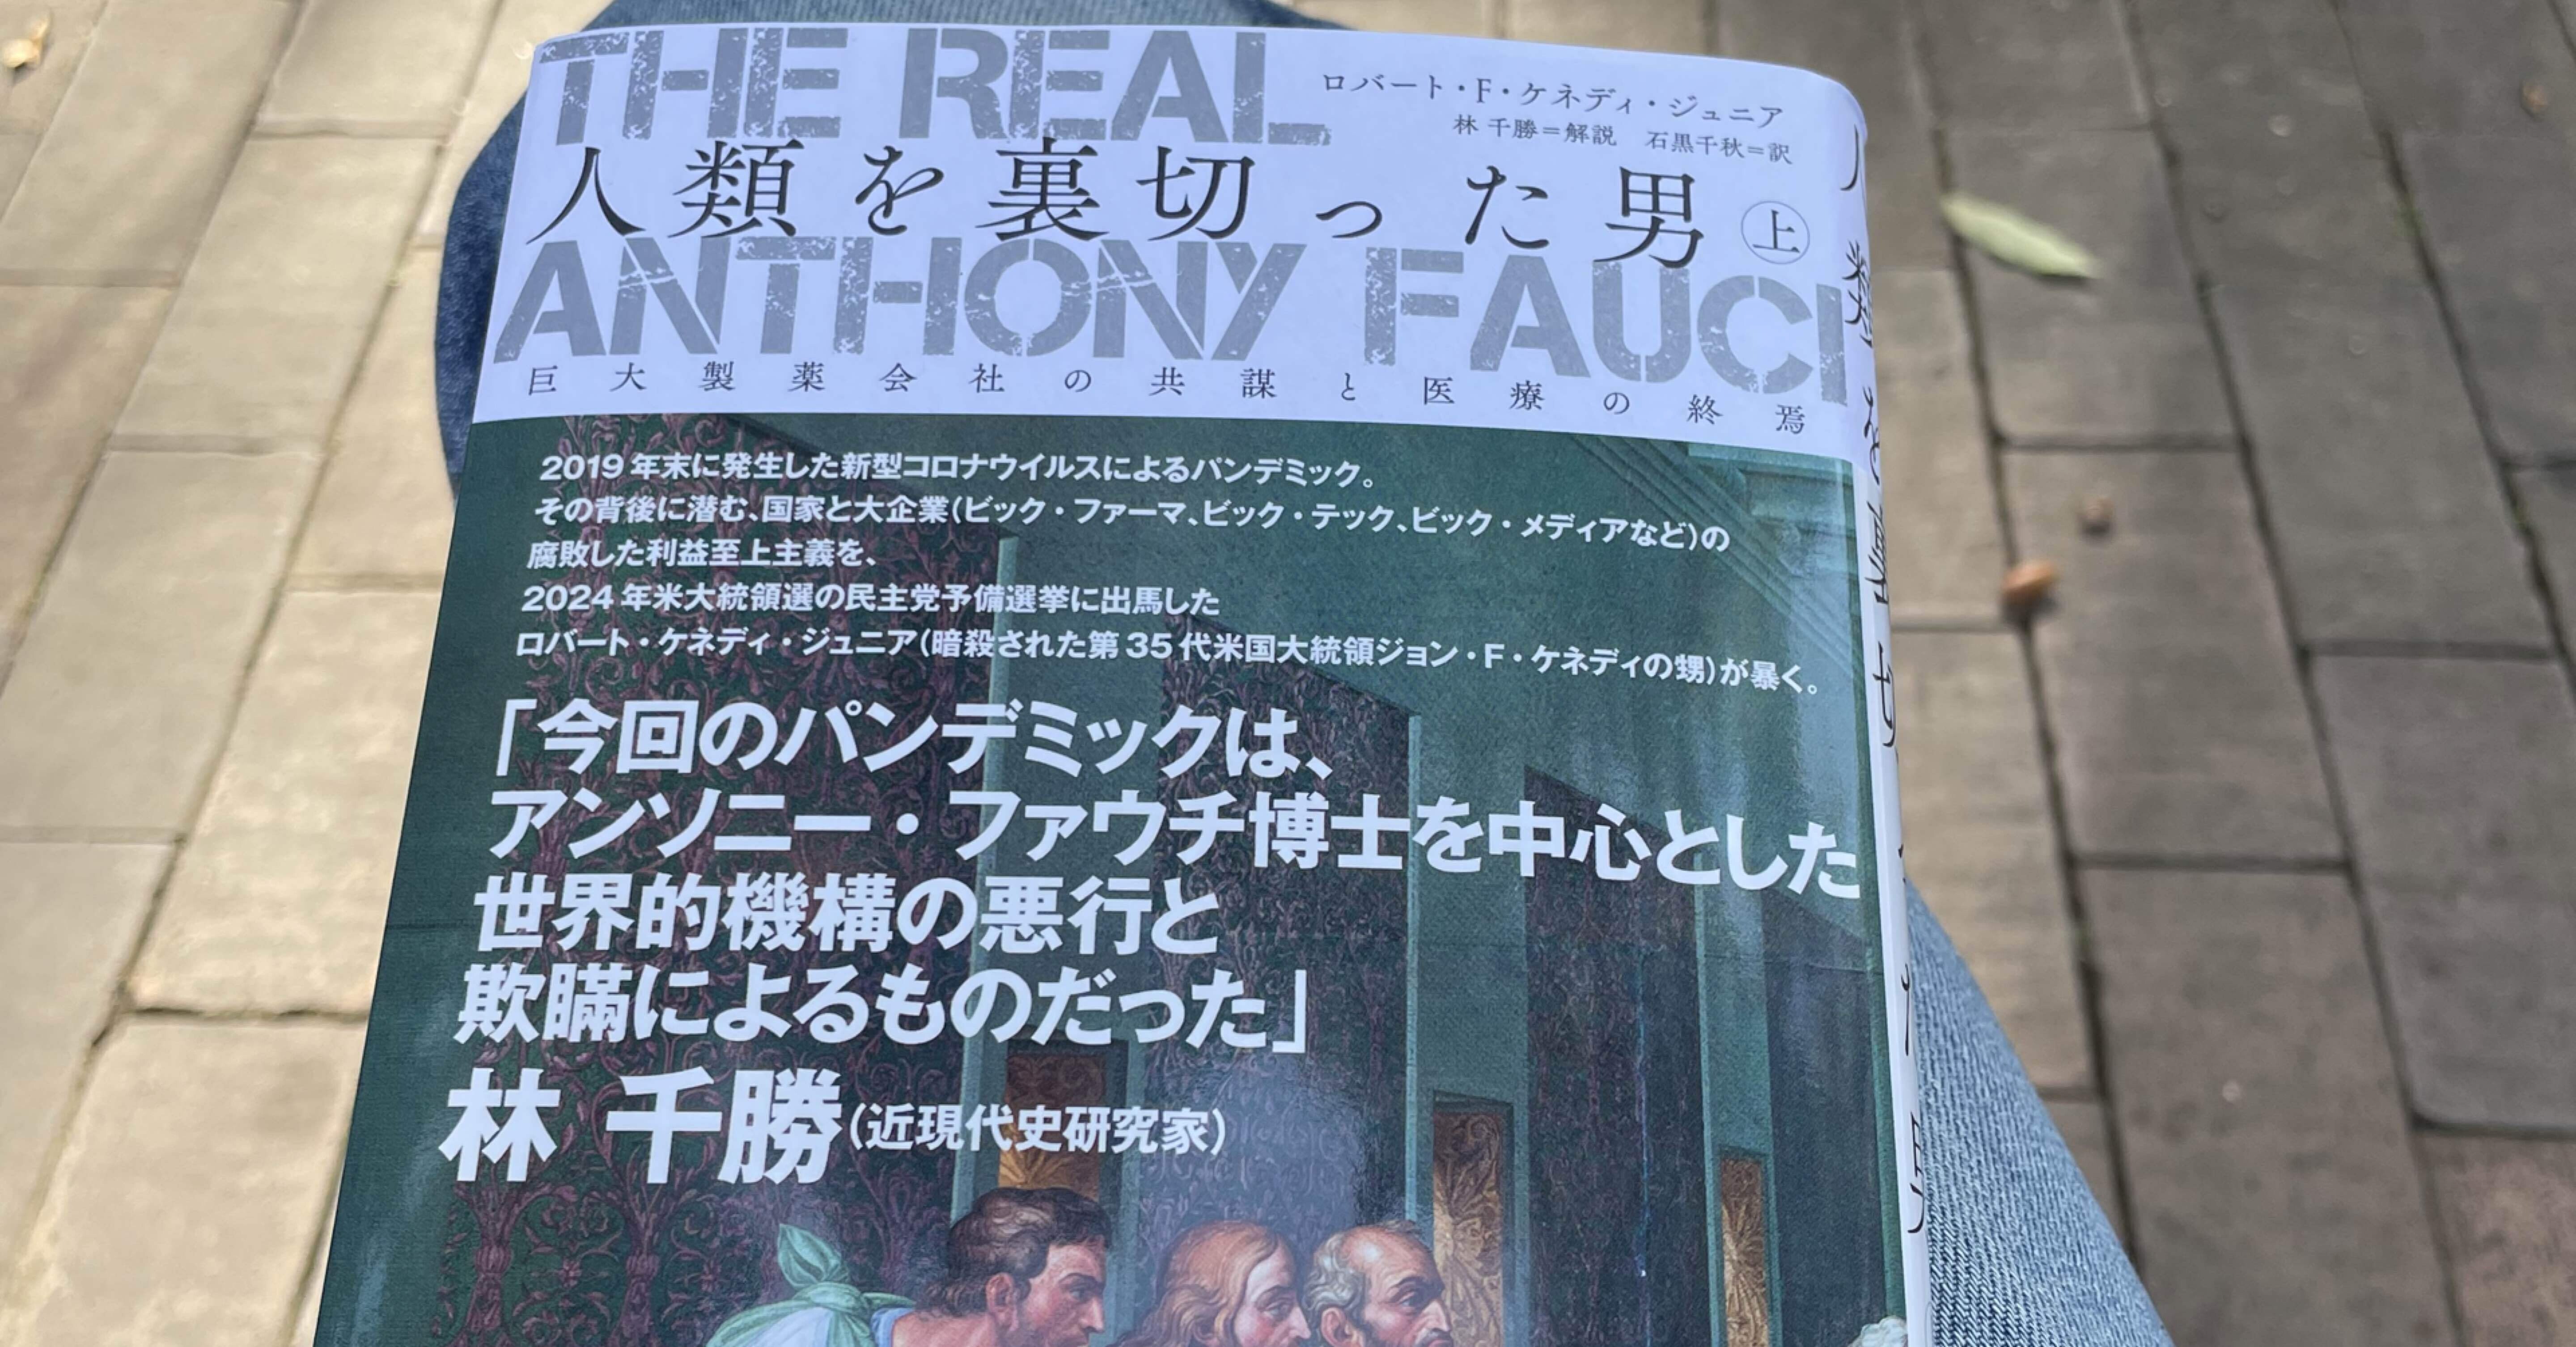 THE REAL
ロバート・F・ケネディ・ジュニア
林 千勝＝解説　石黒千秋＝訳
人類を裏切った男 上
ANTHONY FAUCI
巨大製薬会社の共謀と医療の終焉
2019年末に発生した新型コロナウイルスによるパンデミック。
その背後に潜む、国家と大企業(ビック・ファーマ、ビック・テック、ビック・メディアなど)の
腐敗した利益至上主義を、
2024年米大統領選の民主党予備選挙に出馬した
ロバート・ケネディ・ジュニア(暗殺された第35代米国大統領ジョン・F・ケネディの甥)が暴く。
「今回のパンデミックは、
アンソニー・ファウチ博士を中心とした
世界的機構の悪行と
欺瞞によるものだった」
林 千勝(近現代史研究家)
人類を裏切った男